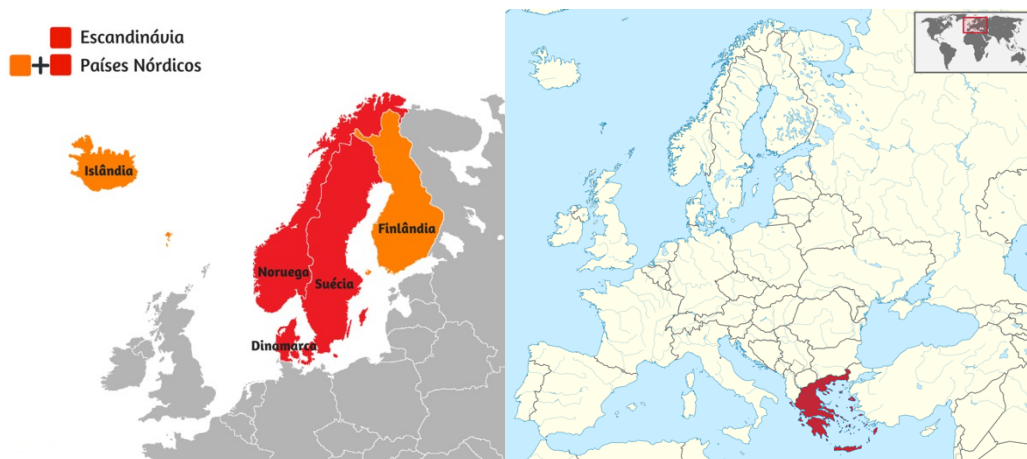 Escandinávia
+ Países Nórdicos
Islândia
Finlândia
Noruega
Suécia
Dinamarca